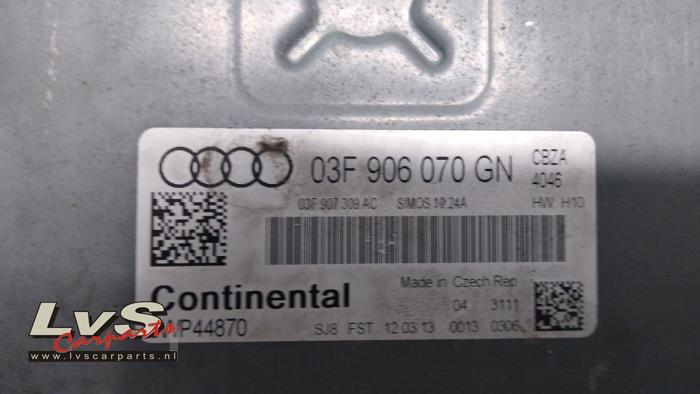 03F 906 070 GN
CBZA
4046
03F 907 309 AC SIMOS 10.24A HW H10
Made in Czech Rep
Continental
04 3111
WP44870 SJ8 FST 12.03.13 0013 0306
LvS
Carparts
www.lvscarparts.nl